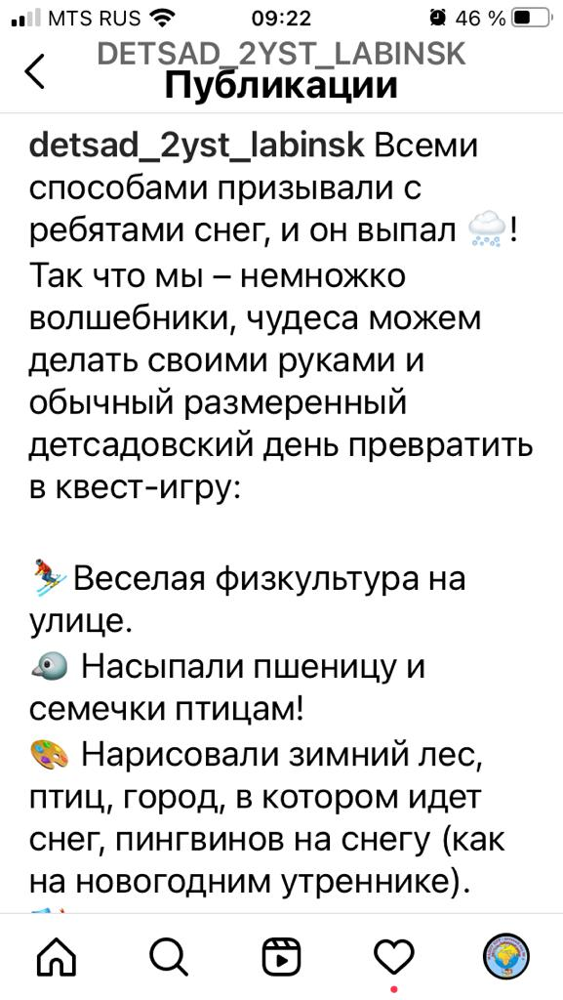 MTS RUS 09:22 46 %
DETSAD_2YST_LABINSK
Публикации
detsad_2yst_labinsk Всеми
способами призывали с
ребятами снег, и он выпал 🌨!
Так что мы – немножко
волшебники, чудеса можем
делать своими руками и
обычный размеренный
детсадовский день превратить
в квест-игру:
⛷Веселая физкультура на
улице.
🐦 Насыпали пшеницу и
семечки птицам!
🎨 Нарисовали зимний лес,
птиц, город, в котором идет
снег, пингвинов на снегу (как
на новогодним утреннике).